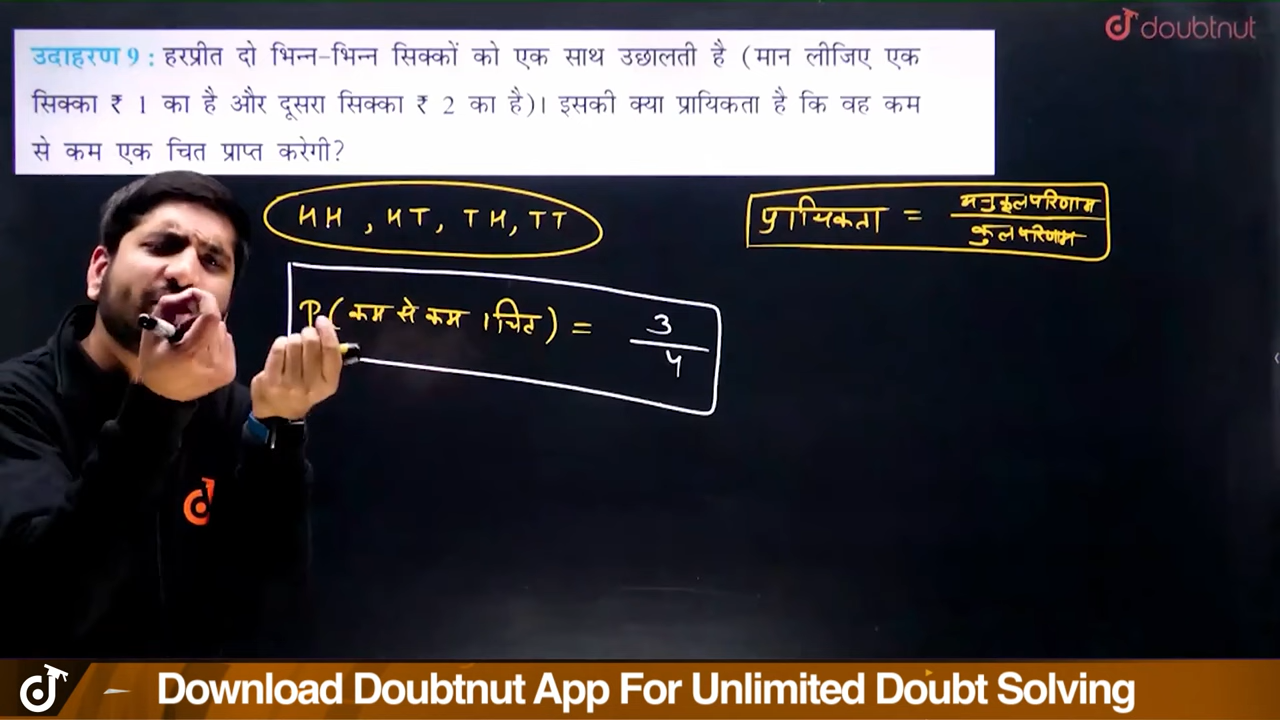 doubtnut
उदाहरण 9 : हरप्रीत दो भिन्न-भिन्न सिक्कों को एक साथ उछालती है (मान लीजिए एक
सिक्का ₹ 1 का है और दूसरा सिक्का ₹ 2 का है)। इसकी क्या प्रायिकता है कि वह कम
से कम एक चित प्राप्त करेगी?
HH , HT, TH, TT
प्रायिकता = अनुकूल परिणाम
कुल परिणाम
P ( कम से कम 1 चित ) = 3
4
Download Doubtnut App For Unlimited Doubt Solving